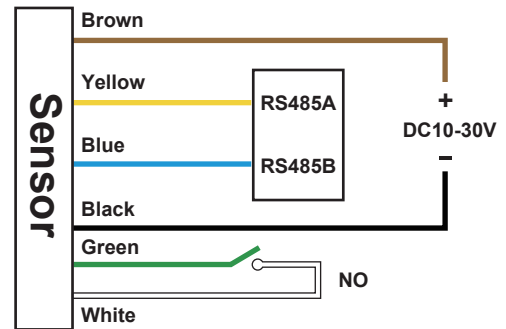 Sensor
Brown
Yellow
RS485A
+
DC10-30V
Blue
RS485B
−
Black
Green
NO
White